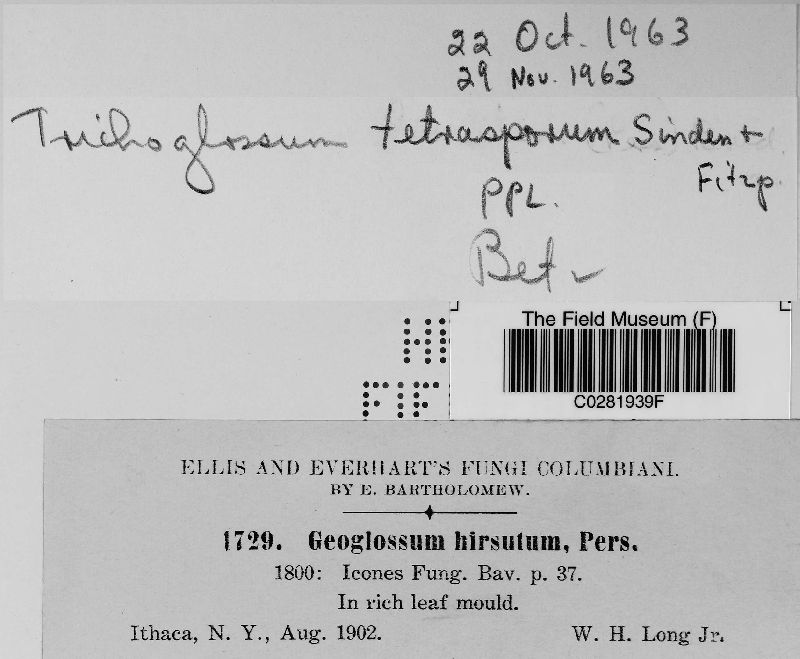 22 Oct. 1963
29 Nov. 1963
Trichoglossum tetrasporum Sinden +
Fitzp.
PPL.
Bet
The Field Museum (F)
C0281939F
ELLIS AND EVERHART'S FUNGI COLUMBIANI.
BY E. BARTHOLOMEW.
1729. Geoglossum hirsutum, Pers.
1800: Icones Fung. Bav. p. 37.
In rich leaf mould.
Ithaca, N. Y., Aug. 1902. W. H. Long Jr.